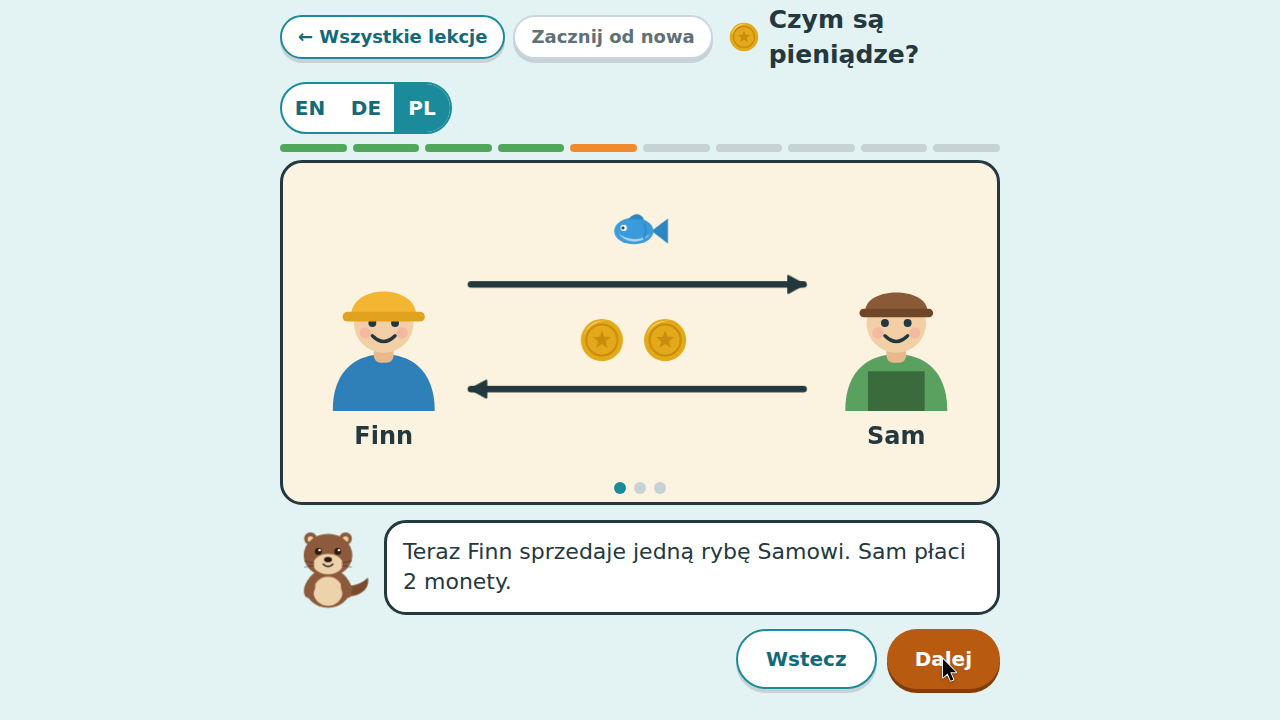 ← Wszystkie lekcje
Zacznij od nowa
Czym są
pieniądze?
EN DE PL
Finn
Sam
Teraz Finn sprzedaje jedną rybę Samowi. Sam płaci
2 monety.
Wstecz
Dalej